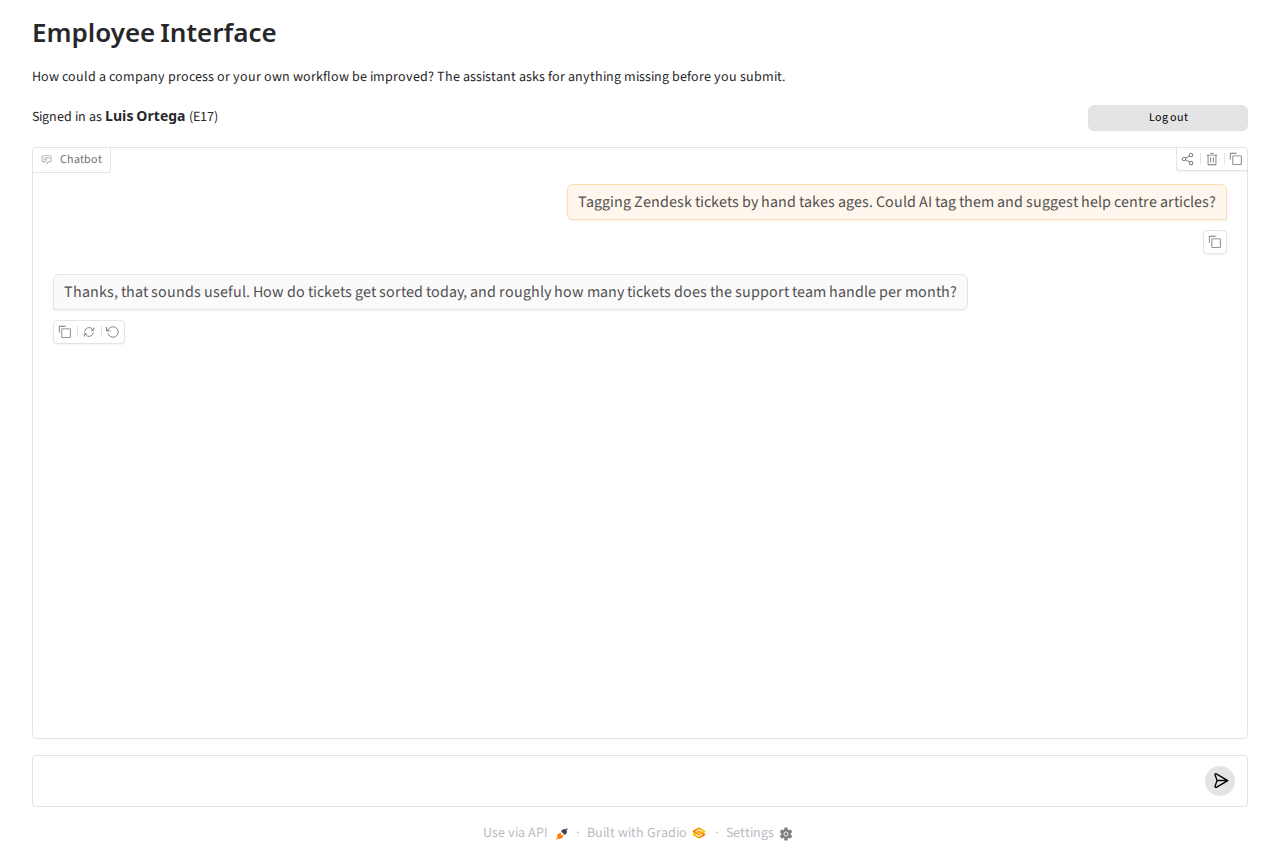 Employee Interface
How could a company process or your own workflow be improved? The assistant asks for anything missing before you submit.
Signed in as Luis Ortega (E17)
Logout
Chatbot
Tagging Zendesk tickets by hand takes ages. Could AI tag them and suggest help centre articles?
Thanks, that sounds useful. How do tickets get sorted today, and roughly how many tickets does the support team handle per month?
Use via API · Built with Gradio · Settings